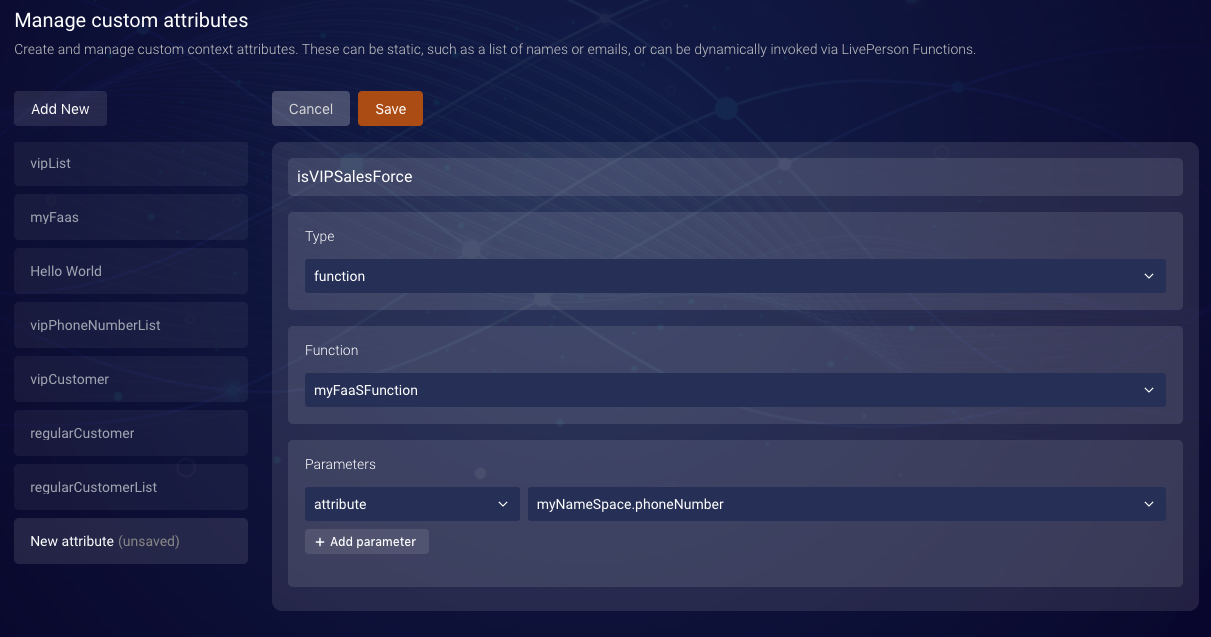 Manage custom attributes
Create and manage custom context attributes. These can be static, such as a list of names or emails, or can be dynamically invoked via LivePerson Functions.
Add New
Cancel
Save
vipList
myFaas
Hello World
vipPhoneNumberList
vipCustomer
regularCustomer
regularCustomerList
New attribute (unsaved)
isVIPSalesForce
Type
function
Function
myFaaSFunction
Parameters
attribute
myNameSpace.phoneNumber
+ Add parameter